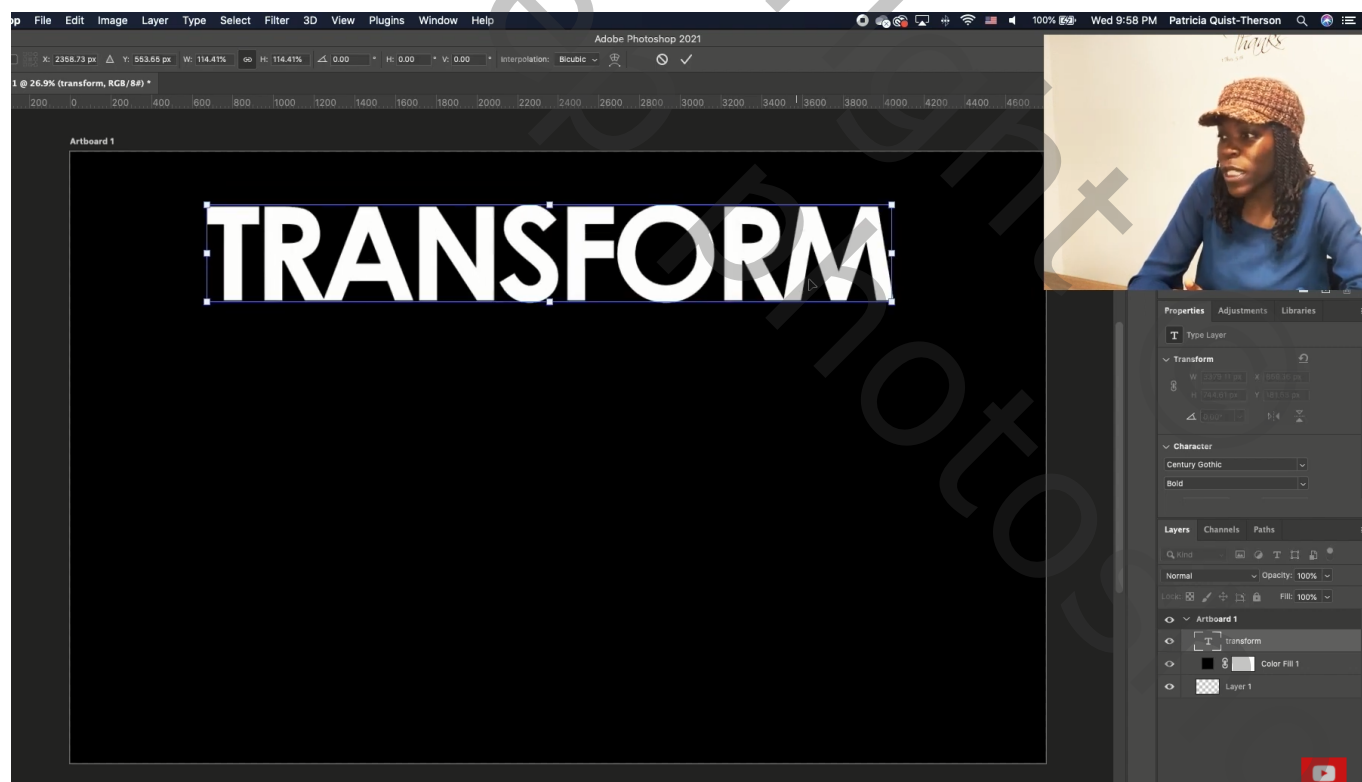 op File Edit Image Layer Type Select Filter 3D View Plugins Window Help 100% Wed 9:58 PM Patricia Quist-Therson
Adobe Photoshop 2021
X: 2358.73 px Y: 553.65 px W: 114.41% H: 114.41% 0.00 ° H: 0.00 ° V: 0.00 ° Interpolation: Bicubic
1 @ 26.9% (transform, RGB/8#) *
200 0 200 400 600 800 1000 1200 1400 1600 1800 2000 2200 2400 2600 2800 3000 3200 3400 3600 3800 4000 4200 4400 4600
Thanks
Artboard 1
TRANSFORM
Properties Adjustments Libraries
T Type Layer
Transform
W X
H Y
Character
Century Gothic
Bold
Layers Channels Paths
Kind T
Normal Opacity: 100%
Lock: Fill: 100%
Artboard 1
T transform
Color Fill 1
Layer 1
photos